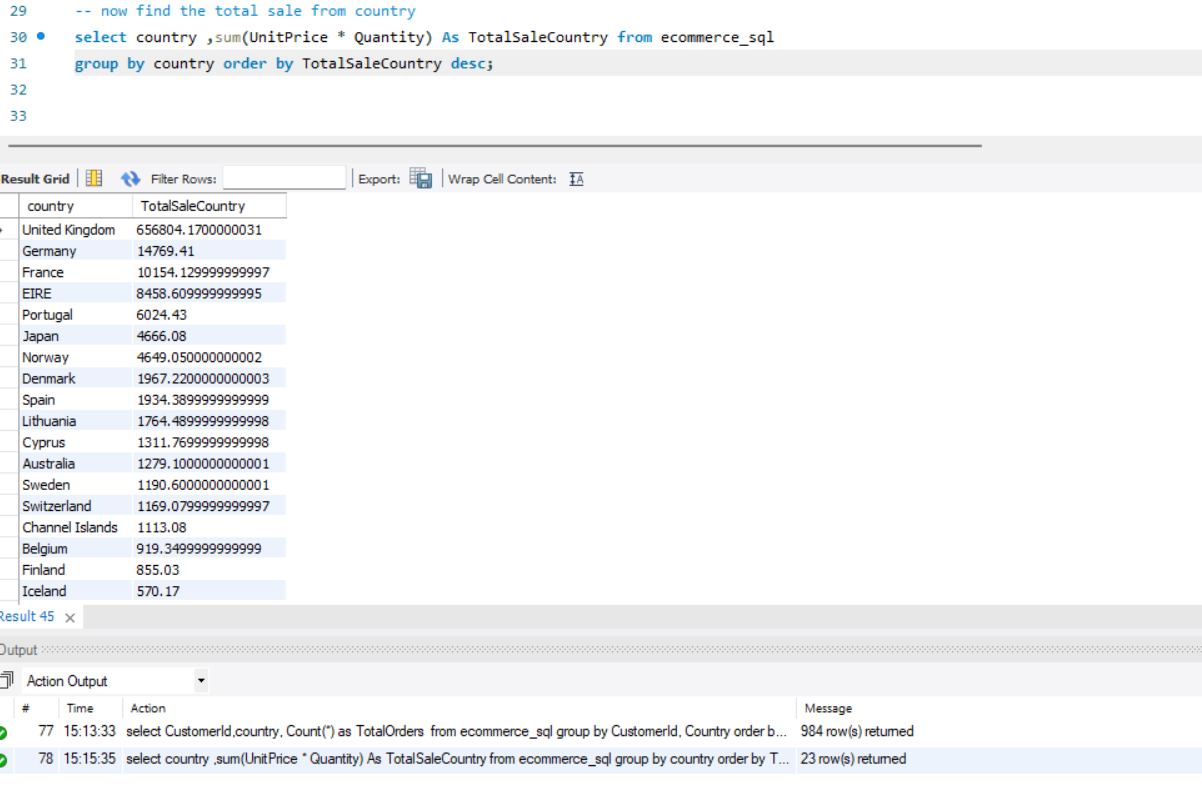 29 -- now find the total sale from country
30 select country ,sum(UnitPrice * Quantity) As TotalSaleCountry from ecommerce_sql
31 group by country order by TotalSaleCountry desc;
32
33
Result Grid Filter Rows: Export: Wrap Cell Content:
country TotalSaleCountry
United Kingdom 656804.1700000031
Germany 14769.41
France 10154.129999999997
EIRE 8458.609999999995
Portugal 6024.43
Japan 4666.08
Norway 4649.050000000002
Denmark 1967.2200000000003
Spain 1934.3899999999999
Lithuania 1764.4899999999998
Cyprus 1311.7699999999998
Australia 1279.1000000000001
Sweden 1190.6000000000001
Switzerland 1169.0799999999997
Channel Islands 1113.08
Belgium 919.3499999999999
Finland 855.03
Iceland 570.17
Result 45
Output
Action Output
# Time Action Message
77 15:13:33 select CustomerId,country, Count(*) as TotalOrders from ecommerce_sql group by CustomerId, Country order b... 984 row(s) returned
78 15:15:35 select country ,sum(UnitPrice * Quantity) As TotalSaleCountry from ecommerce_sql group by country order by T... 23 row(s) returned